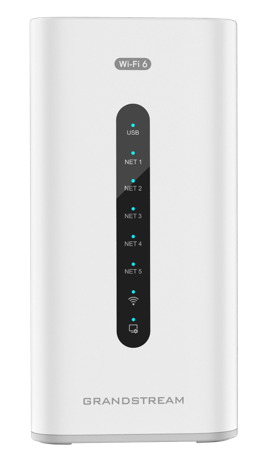 Wi-Fi 6
USB
NET 1
NET 2
NET 3
NET 4
NET 5
GRANDSTREAM